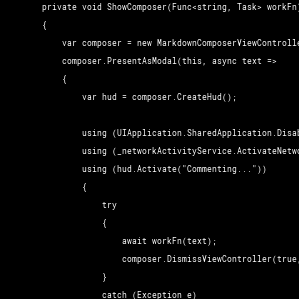 private void ShowComposer(Func<string, Task> workFn)
{
var composer = new MarkdownComposerViewControlle
composer.PresentAsModal(this, async text =>
{
var hud = composer.CreateHud();
using (UIApplication.SharedApplication.Disab
using (_networkActivityService.ActivateNetwo
using (hud.Activate("Commenting..."))
{
try
{
await workFn(text);
composer.DismissViewController(true,
}
catch (Exception e)